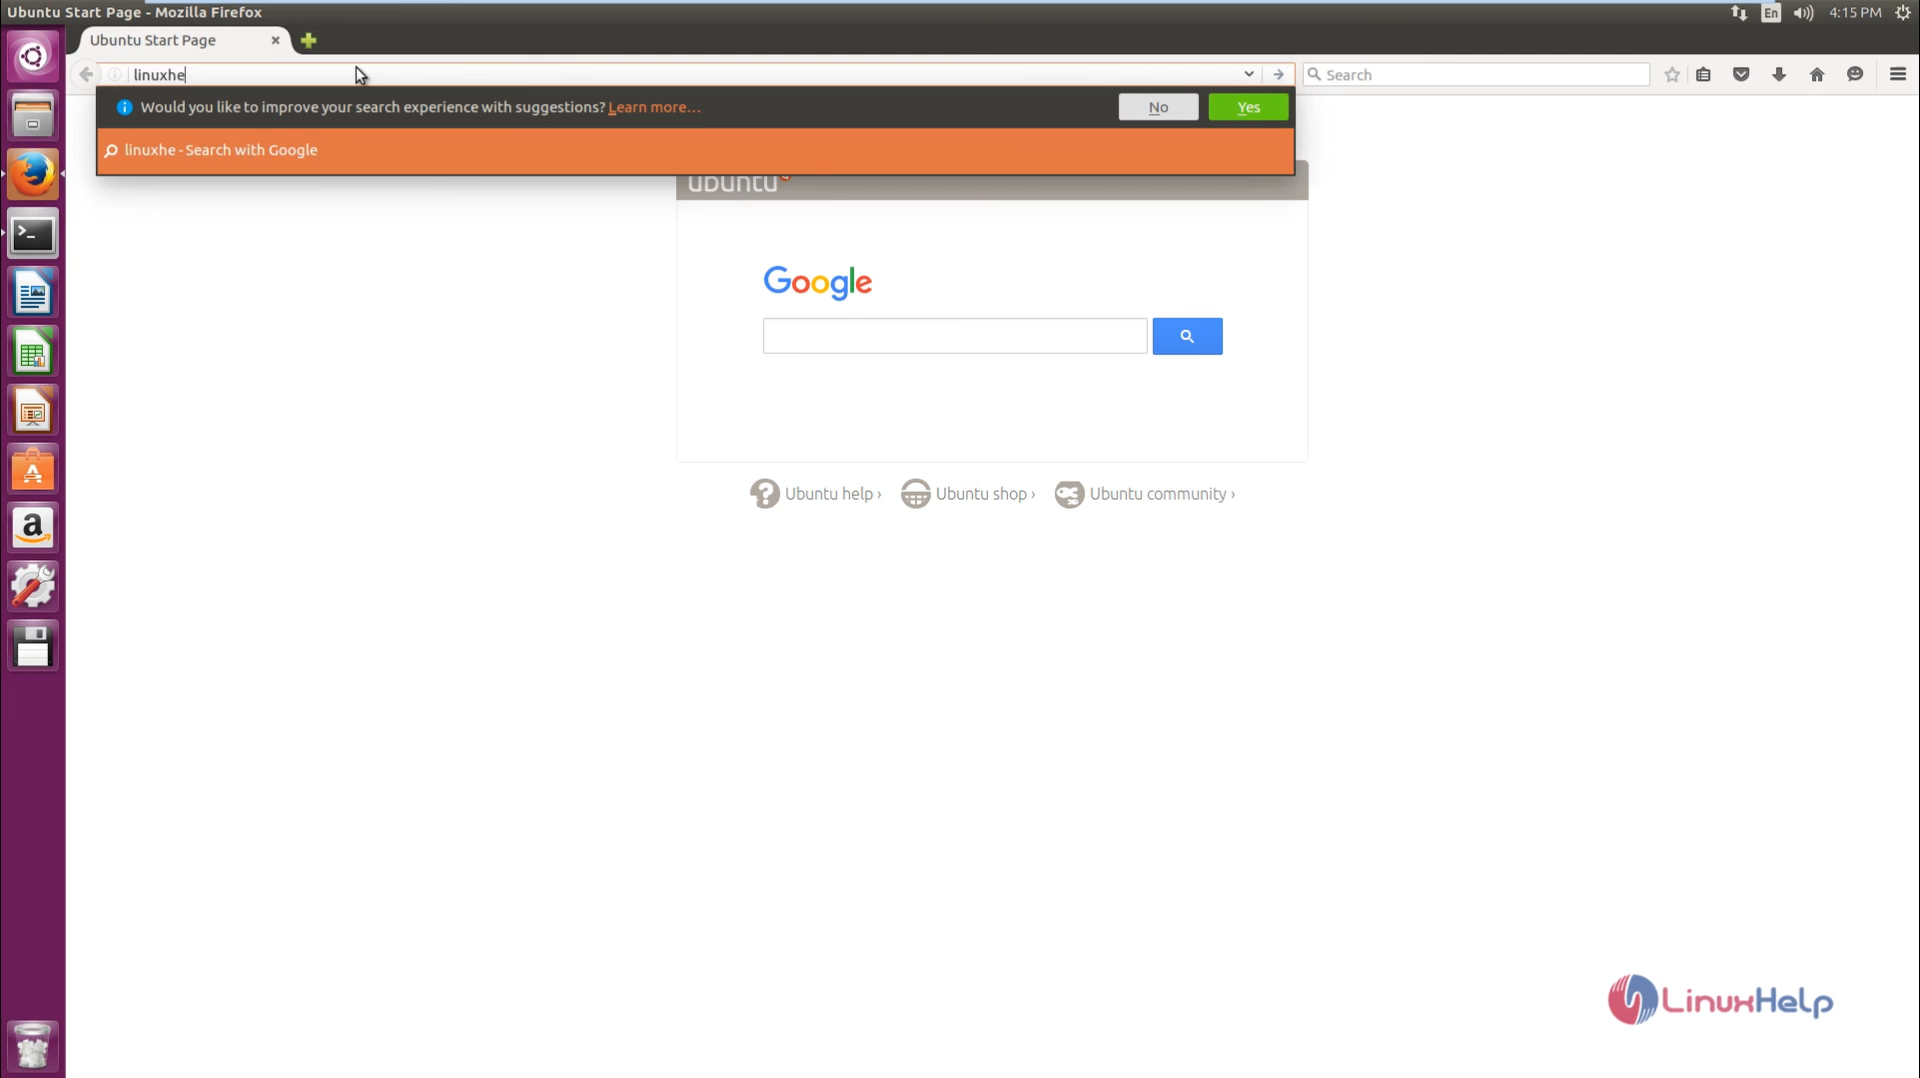 Ubuntu Start Page - Mozilla Firefox
En
4:15 PM
Ubuntu Start Page
linuxhe
Search
Would you like to improve your search experience with suggestions? Learn more...
No
Yes
linuxhe - Search with Google
ubuntu
Google
Ubuntu help ›
Ubuntu shop ›
Ubuntu community ›
LinuxHelp